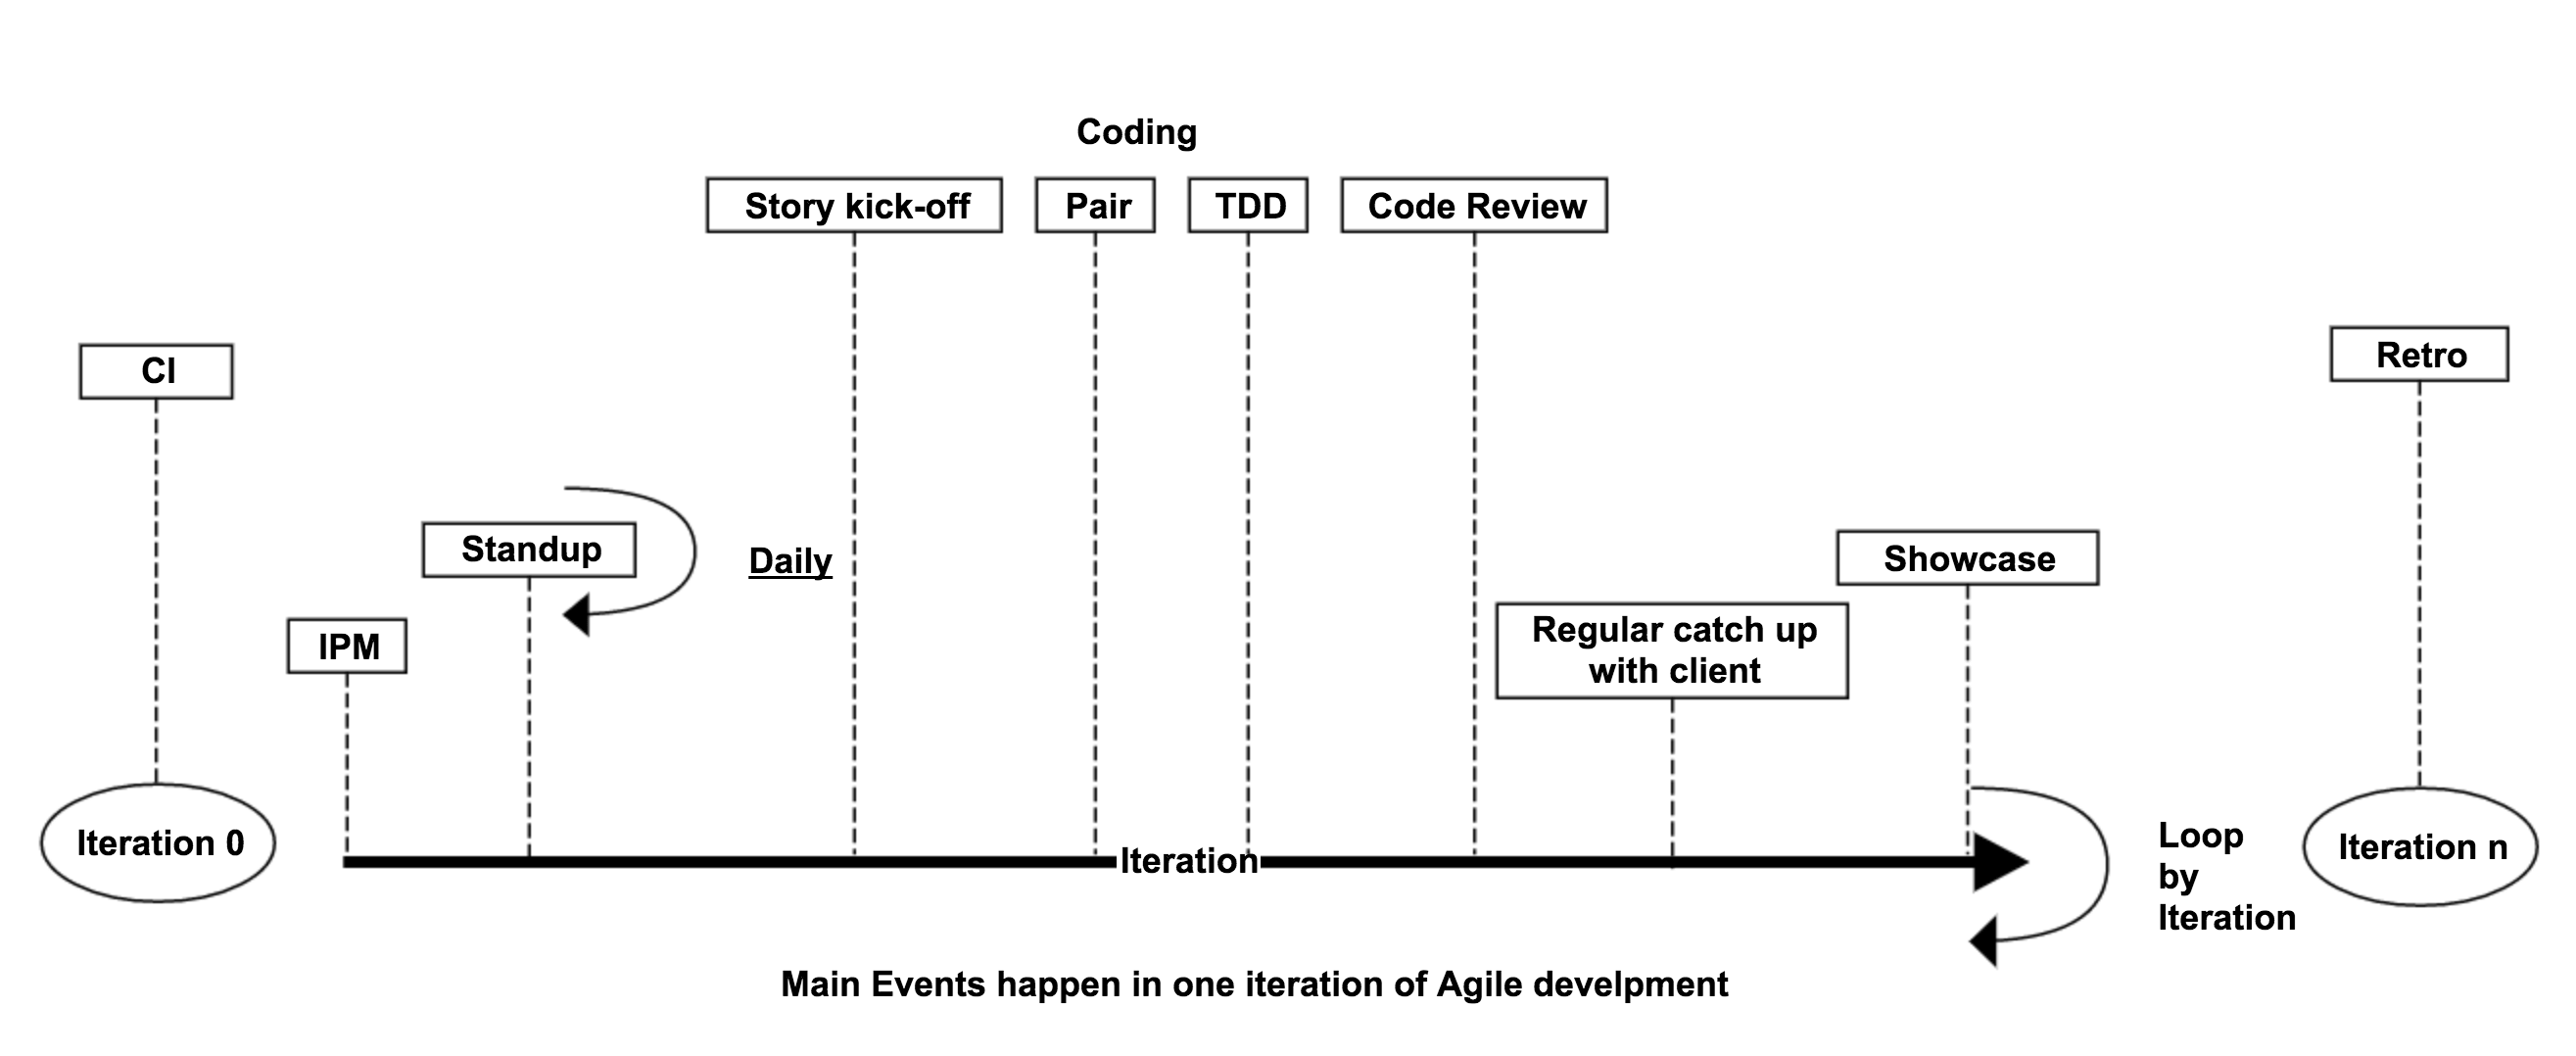 Coding
Story kick-off
Pair
TDD
Code Review
CI
Retro
Standup
Daily
Showcase
IPM
Regular catch up
with client
Iteration 0
Iteration
Loop
by
Iteration
Iteration n
Main Events happen in one iteration of Agile develpment